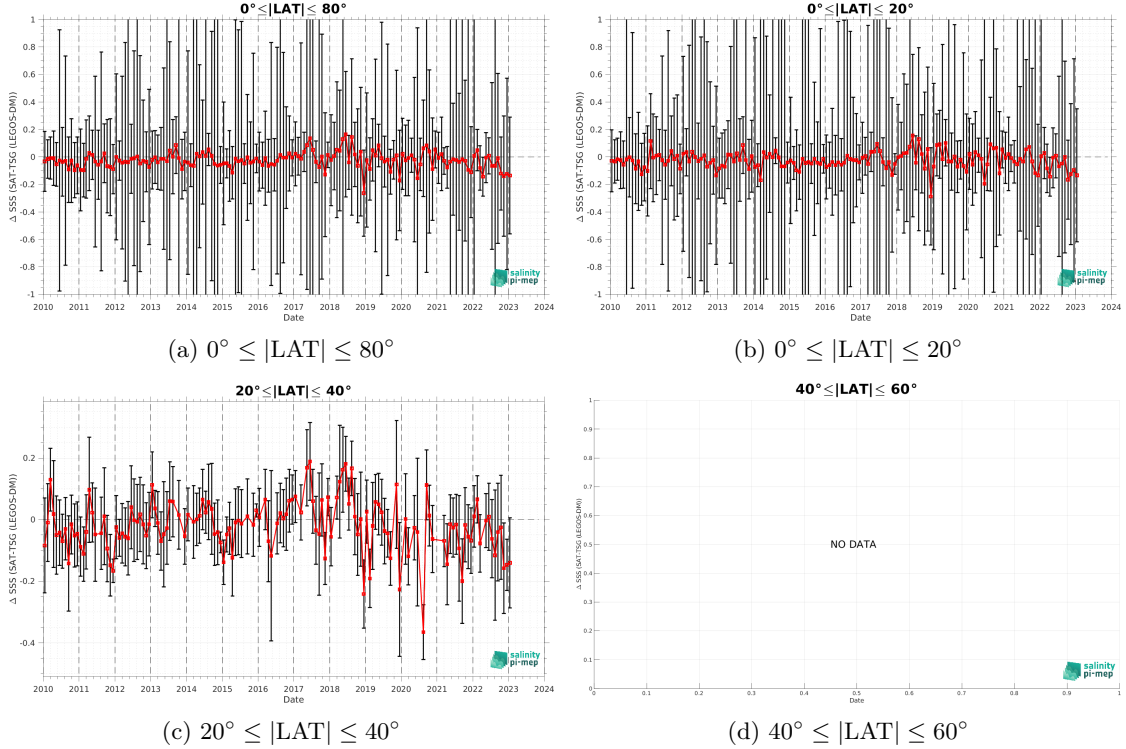 0°≤|LAT|≤ 80°
Δ SSS (SAT-TSG (LEGOS-DM))
1
0.8
0.6
0.4
0.2
0
-0.2
-0.4
-0.6
-0.8
-1
2010 2011 2012 2013 2014 2015 2016 2017 2018 2019 2020 2021 2022 2023 2024
Date
salinity
pi-mep
(a) 0° ≤ |LAT| ≤ 80°
0°≤|LAT|≤ 20°
Δ SSS (SAT-TSG (LEGOS-DM))
1
0.8
0.6
0.4
0.2
0
-0.2
-0.4
-0.6
-0.8
-1
2010 2011 2012 2013 2014 2015 2016 2017 2018 2019 2020 2021 2022 2023 2024
Date
salinity
pi-mep
(b) 0° ≤ |LAT| ≤ 20°
20°≤|LAT|≤ 40°
Δ SSS (SAT-TSG (LEGOS-DM))
0.2
0
-0.2
-0.4
2010 2011 2012 2013 2014 2015 2016 2017 2018 2019 2020 2021 2022 2023 2024
Date
salinity
pi-mep
(c) 20° ≤ |LAT| ≤ 40°
40°≤|LAT|≤ 60°
Δ SSS (SAT-TSG (LEGOS-DM))
1
0.9
0.8
0.7
0.6
0.5
0.4
0.3
0.2
0.1
0
NO DATA
0 0.1 0.2 0.3 0.4 0.5 0.6 0.7 0.8 0.9 1
Date
salinity
pi-mep
(d) 40° ≤ |LAT| ≤ 60°